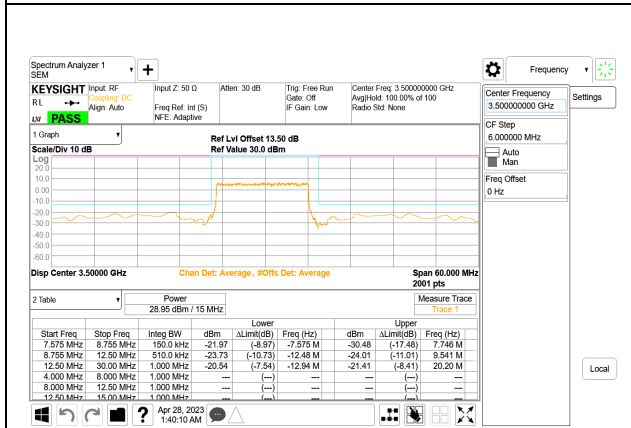 Spectrum Analyzer 1
SEM
+
Frequency
KEYSIGHT
RL
PASS
Input: RF
Coupling: DC
Align: Auto
Input Z: 50 Ω
Freq Ref: Int (S)
NFE: Adaptive
Atten: 30 dB
Trig: Free Run
Gate: Off
IF Gain: Low
Center Freq: 3.500000000 GHz
Avg|Hold: 100.00% of 100
Radio Std: None
Center Frequency
3.500000000 GHz
Settings
CF Step
6.000000 MHz
Auto
Man
Freq Offset
0 Hz
Local
1 Graph
Scale/Div 10 dB
Ref Lvl Offset 13.50 dB
Ref Value 30.0 dBm
Log
20.0
10.0
0.00
-10.0
-20.0
-30.0
-40.0
-50.0
-60.0
Disp Center 3.50000 GHz
Chan Det: Average, #Offs Det: Average
Span 60.000 MHz
2001 pts
2 Table
Power
28.95 dBm / 15 MHz
Measure Trace
Trace 1
Lower Upper
Start Freq Stop Freq Integ BW dBm ΔLimit(dB) Freq (Hz) dBm ΔLimit(dB) Freq (Hz)
7.575 MHz 8.755 MHz 150.0 kHz -21.97 (-8.97) -7.575 M -30.48 (-17.48) 7.746 M
8.755 MHz 12.50 MHz 510.0 kHz -23.73 (-10.73) -12.48 M -24.01 (-11.01) 9.541 M
12.50 MHz 30.00 MHz 1.000 MHz -20.54 (-7.54) -12.94 M -21.41 (-8.41) 20.20 M
4.000 MHz 8.000 MHz 1.000 MHz --- (---) --- --- (---) ---
8.000 MHz 12.50 MHz 1.000 MHz --- (---) --- --- (---) ---
12.50 MHz 15.00 MHz 1.000 MHz --- (---) --- --- (---) ---
?
Apr 28, 2023
1:40:10 AM